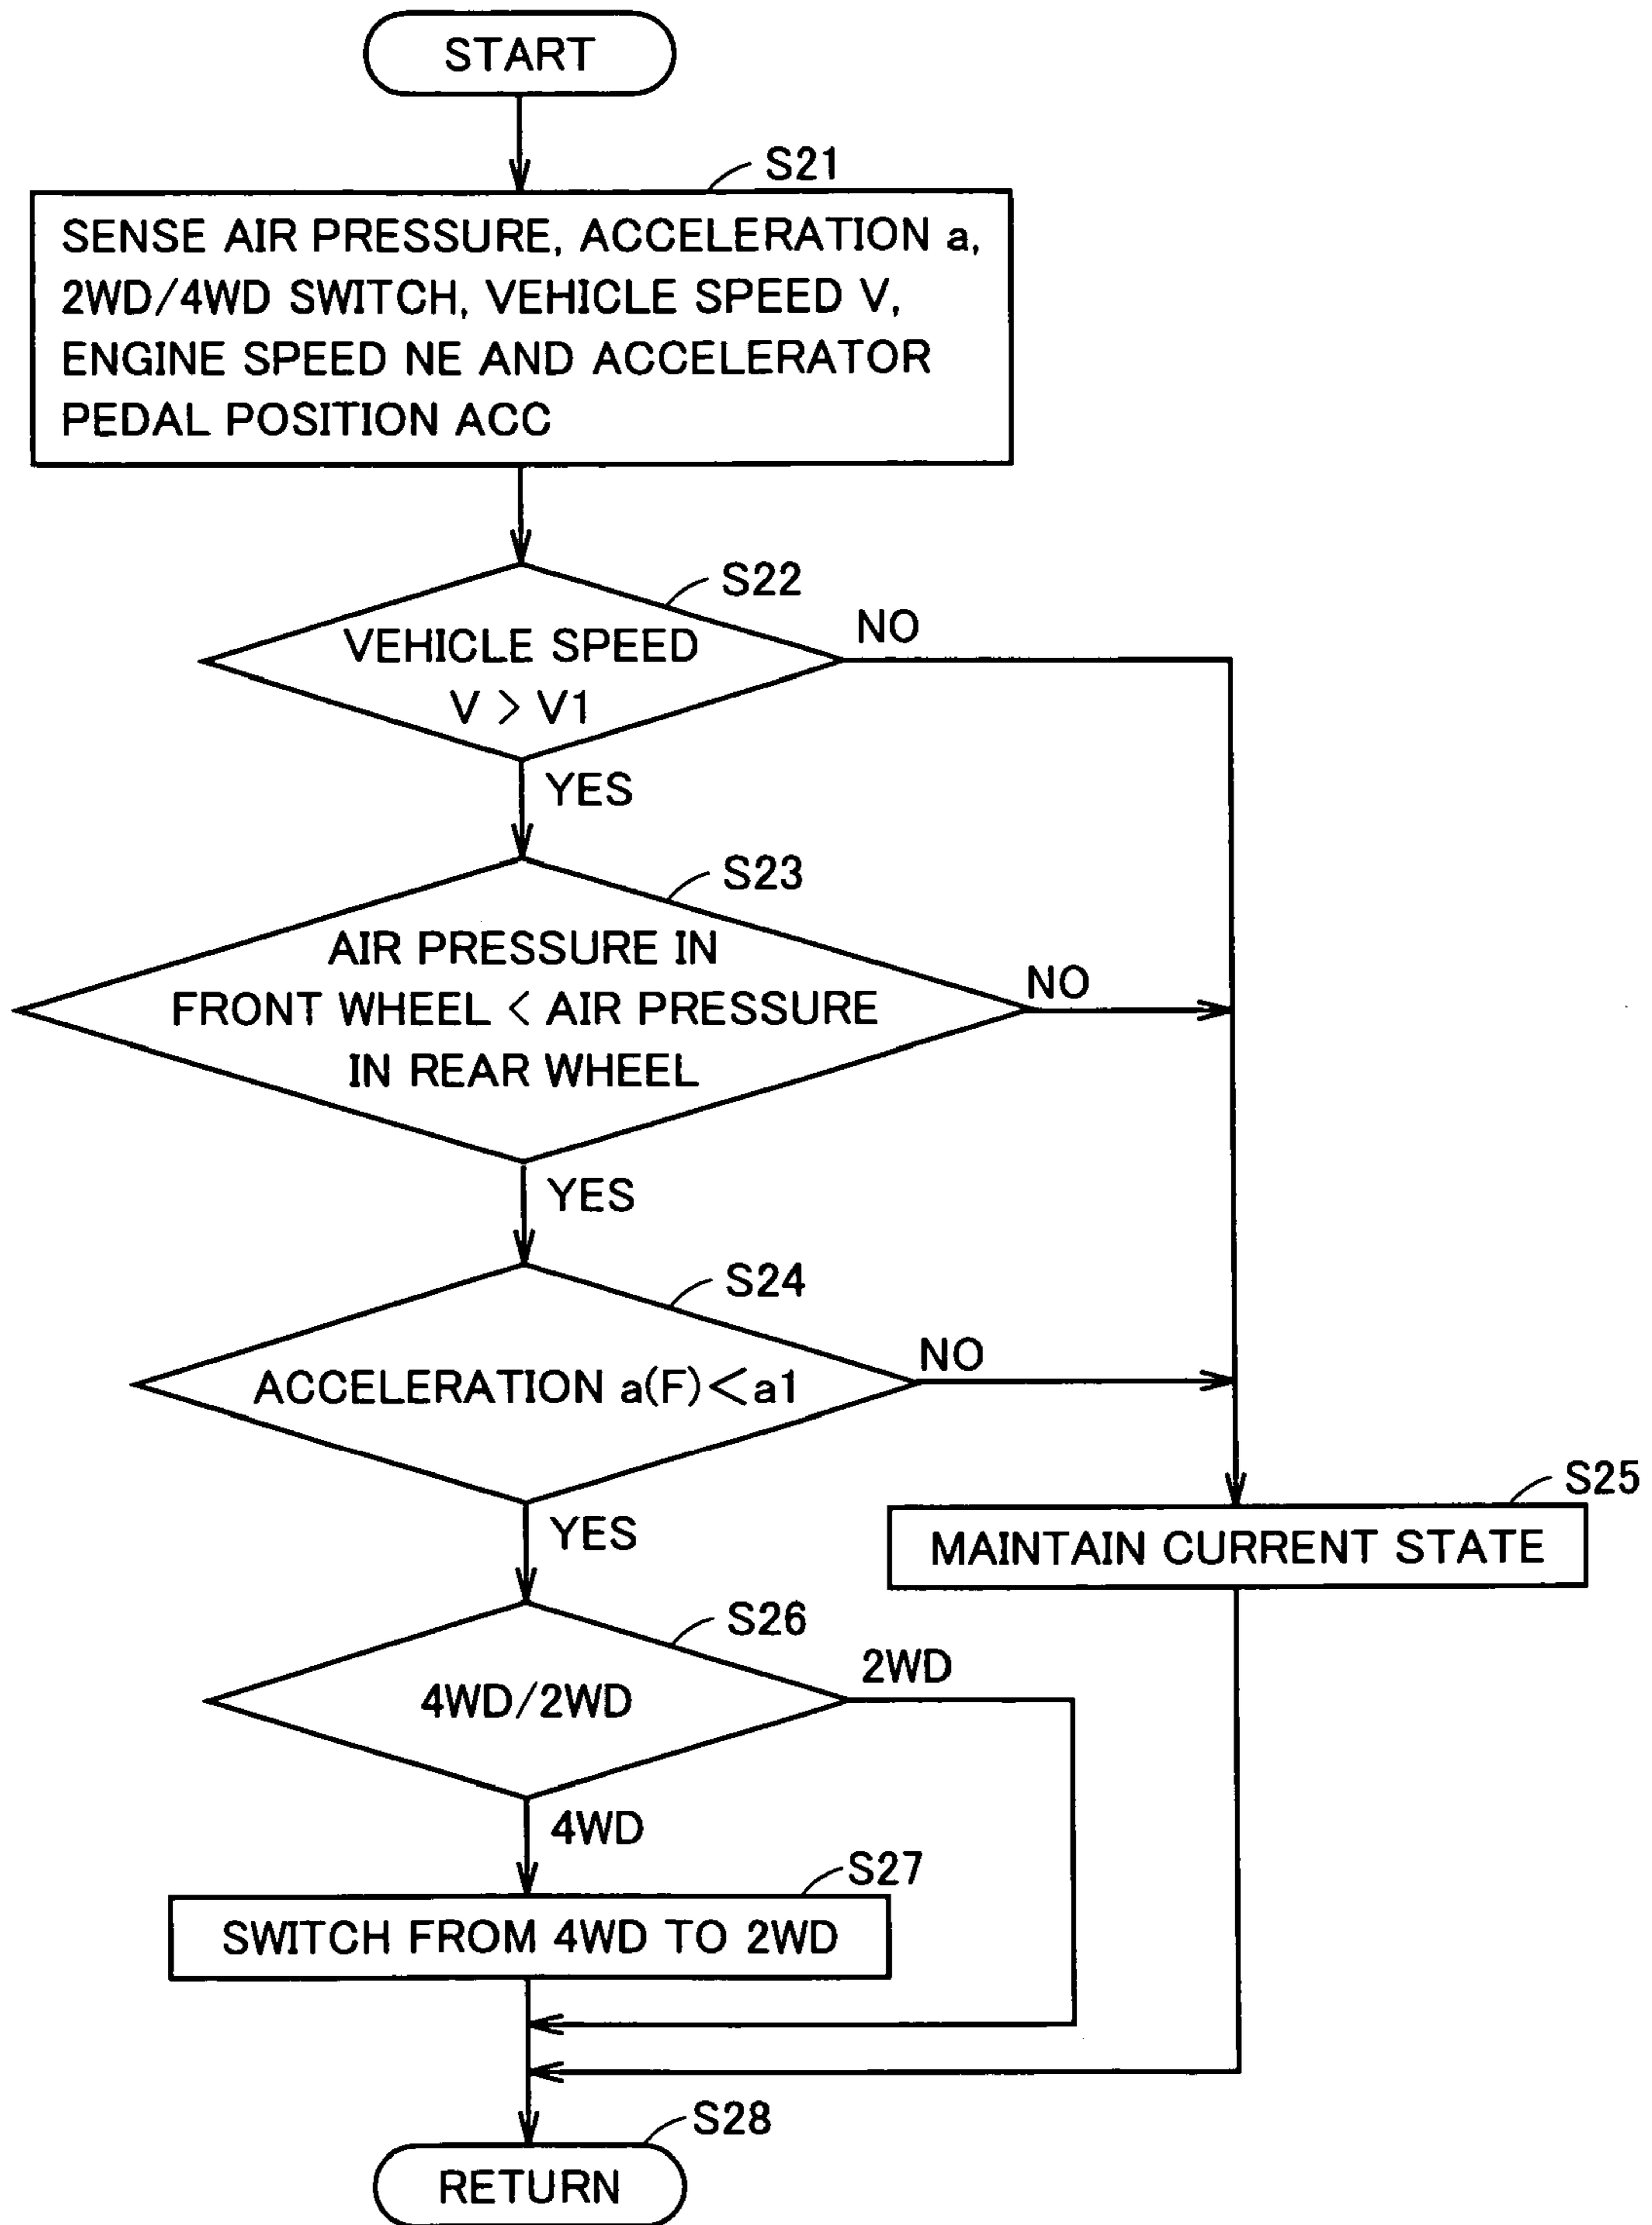 START
S21
SENSE AIR PRESSURE, ACCELERATION a,
2WD/4WD SWITCH, VEHICLE SPEED V,
ENGINE SPEED NE AND ACCELERATOR
PEDAL POSITION ACC
S22
VEHICLE SPEED
V > V1
NO
YES
S23
AIR PRESSURE IN
FRONT WHEEL < AIR PRESSURE
IN REAR WHEEL
NO
YES
S24
ACCELERATION a(F)<a1
NO
YES
S25
MAINTAIN CURRENT STATE
S26
4WD/2WD
2WD
4WD
S27
SWITCH FROM 4WD TO 2WD
S28
RETURN